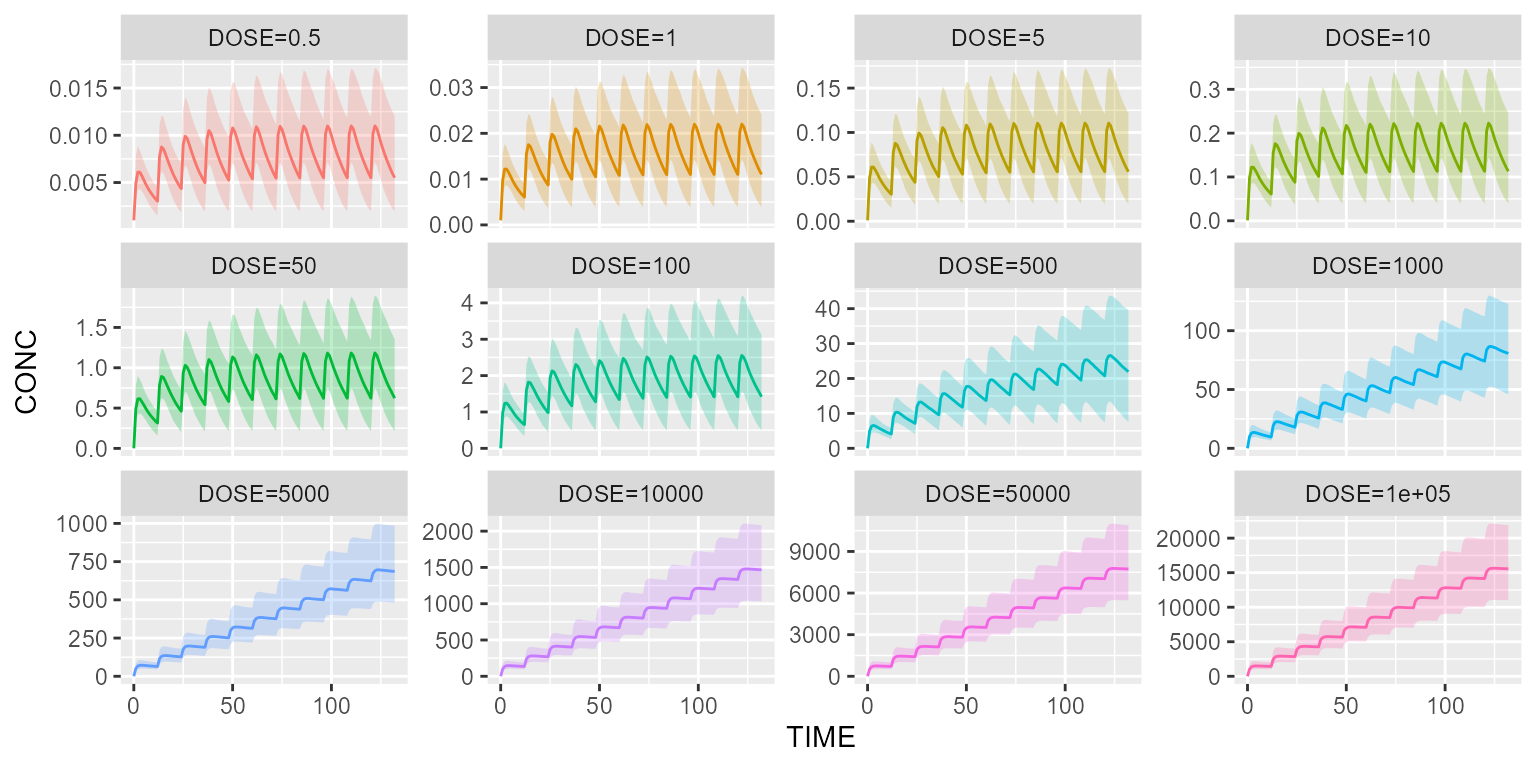 DOSE=0.5 DOSE=1 DOSE=5 DOSE=10
0.015 0.03 0.15 0.3
0.010 0.02 0.10 0.2
0.005 0.01 0.05 0.1
0.00 0.00 0.0
DOSE=50 DOSE=100 DOSE=500 DOSE=1000
1.5 4 40 100
1.0 3 30 50
0.5 2 20 0
0.0 1 10
0 0
CONC
DOSE=5000 DOSE=10000 DOSE=50000 DOSE=1e+05
1000 2000 9000 20000
750 1500 6000 15000
500 1000 3000 10000
250 500 0 5000
0 0 0
0 50 100 0 50 100 0 50 100 0 50 100
TIME